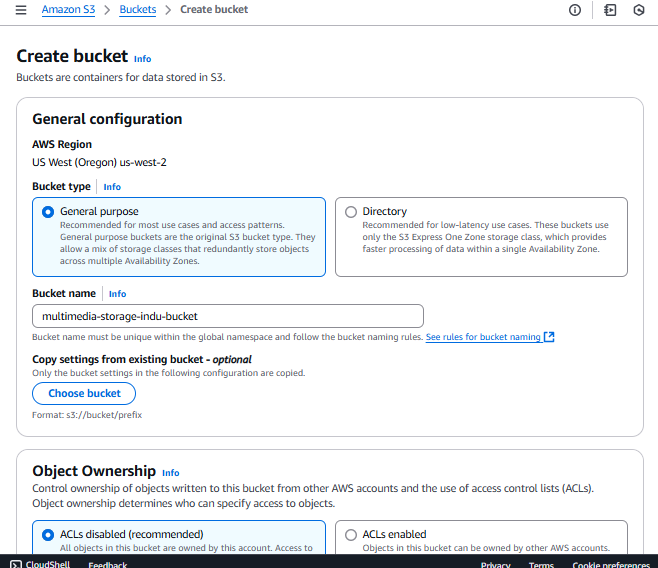 Amazon S3 > Buckets > Create bucket
Create bucket Info
Buckets are containers for data stored in S3.
General configuration
AWS Region
US West (Oregon) us-west-2
Bucket type Info
General purpose
Recommended for most use cases and access patterns.
General purpose buckets are the original S3 bucket type. They
allow a mix of storage classes that redundantly store objects
across multiple Availability Zones.
Directory
Recommended for low-latency use cases. These buckets use
only the S3 Express One Zone storage class, which provides
faster processing of data within a single Availability Zone.
Bucket name Info
multimedia-storage-indu-bucket
Bucket name must be unique within the global namespace and follow the bucket naming rules. See rules for bucket naming
Copy settings from existing bucket - optional
Only the bucket settings in the following configuration are copied.
Choose bucket
Format: s3://bucket/prefix
Object Ownership Info
Control ownership of objects written to this bucket from other AWS accounts and the use of access control lists (ACLs).
Object ownership determines who can specify access to objects.
ACLs disabled (recommended)
All objects in this bucket are owned by this account. Access to
ACLs enabled
Objects in this bucket can be owned by other AWS accounts.
CloudShell Feedback Privacy Terms Cookie preferences